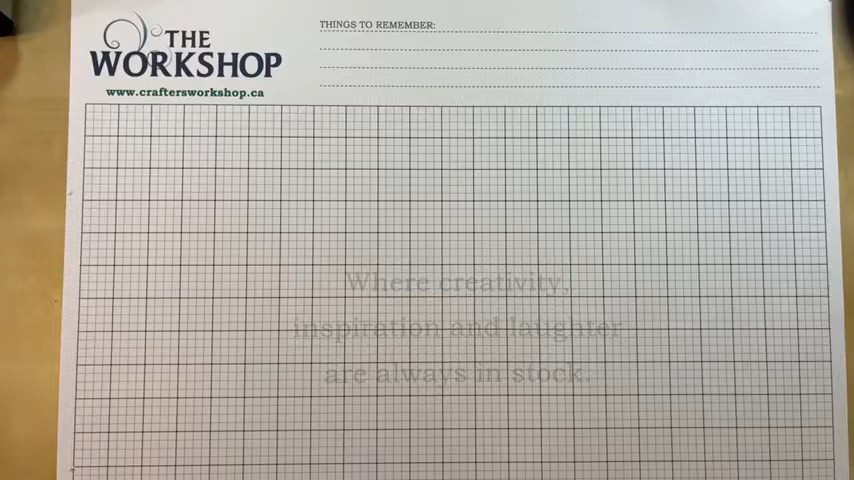 THE
WORKSHOP
www.craftersworkshop.ca
THINGS TO REMEMBER:
Where creativity,
inspiration and laughter
are always in stock.